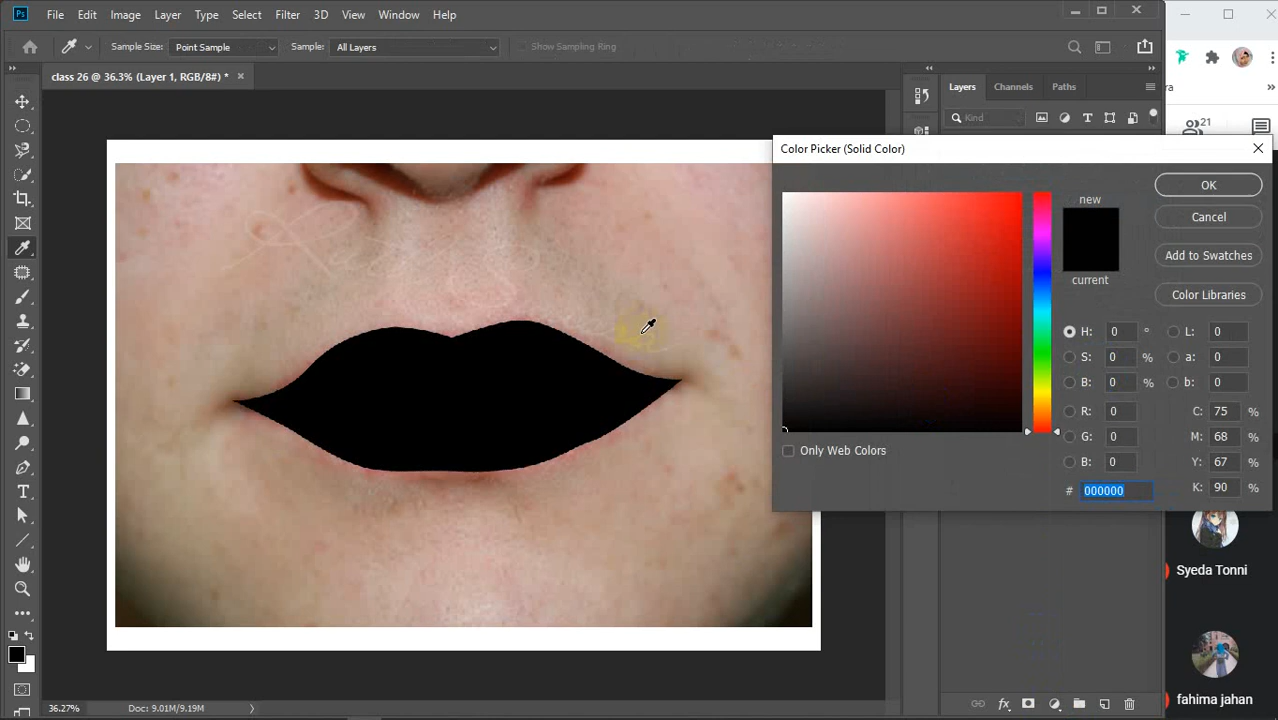 Ps File Edit Image Layer Type Select Filter 3D View Window Help
Sample Size: Point Sample Sample: All Layers Show Sampling Ring
class 26 @ 36.3% (Layer 1, RGB/8#) * ×
Layers Channels Paths
Kind
21
Color Picker (Solid Color)
new
current
OK
Cancel
Add to Swatches
Color Libraries
H: 0 °
S: 0 %
B: 0 %
R: 0
G: 0
B: 0
# 000000
L: 0
a: 0
b: 0
C: 75 %
M: 68 %
Y: 67 %
K: 90 %
Only Web Colors
Syeda Tonni
fahima jahan
36.27% Doc: 9.01M/9.19M